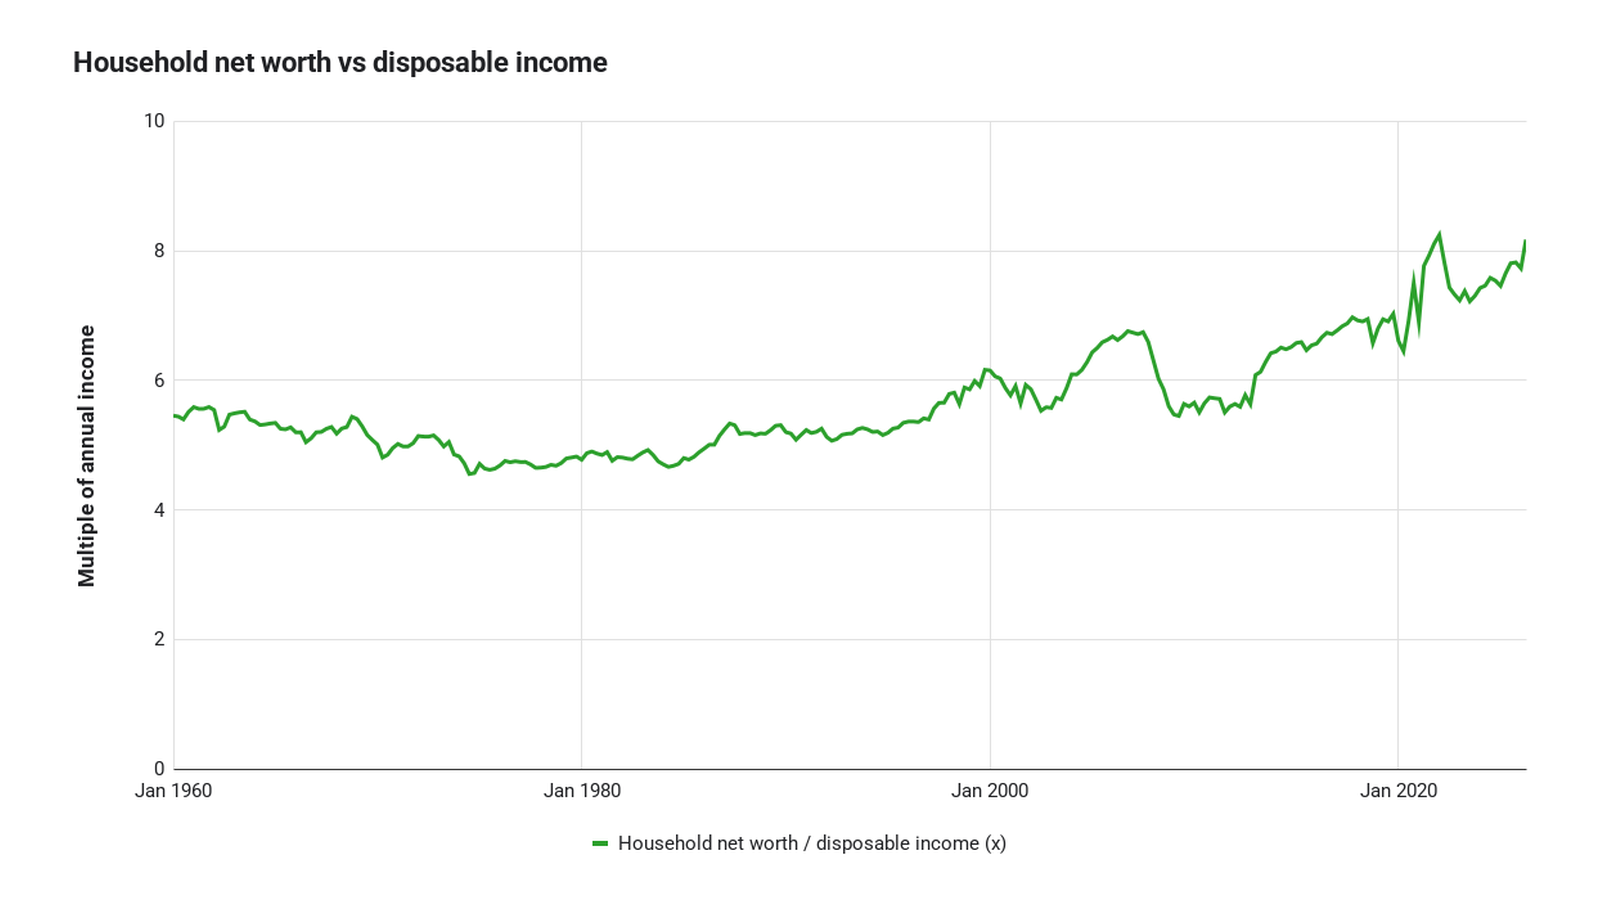 Household net worth vs disposable income
Multiple of annual income
10
8
6
4
2
0
Jan 1960
Jan 1980
Jan 2000
Jan 2020
Household net worth / disposable income (x)